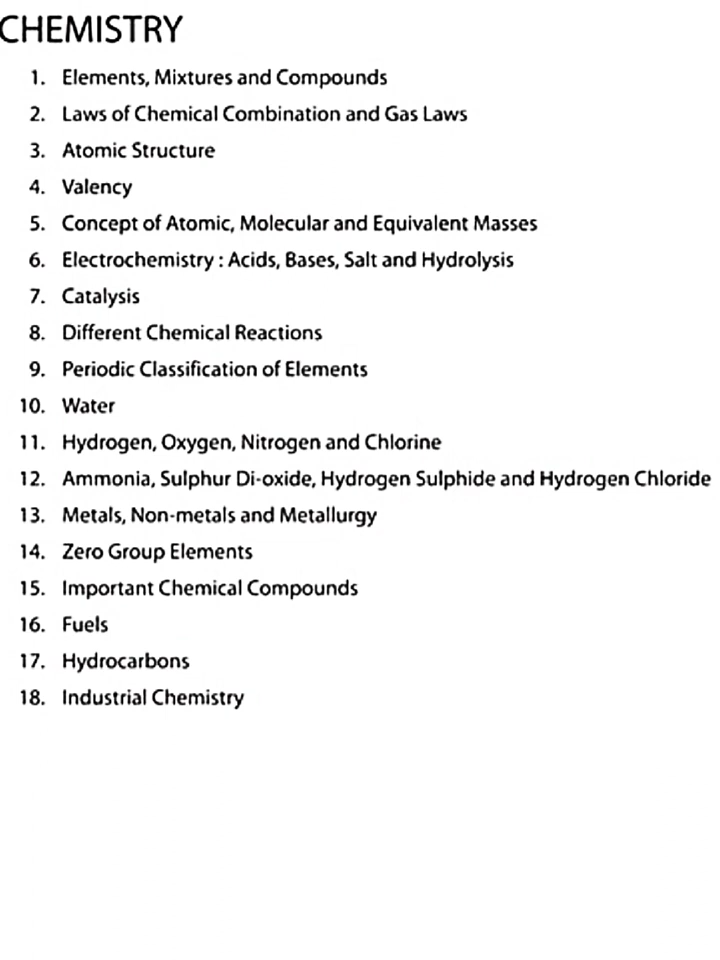 CHEMISTRY
1. Elements, Mixtures and Compounds
2. Laws of Chemical Combination and Gas Laws
3. Atomic Structure
4. Valency
5. Concept of Atomic, Molecular and Equivalent Masses
6. Electrochemistry : Acids, Bases, Salt and Hydrolysis
7. Catalysis
8. Different Chemical Reactions
9. Periodic Classification of Elements
10. Water
11. Hydrogen, Oxygen, Nitrogen and Chlorine
12. Ammonia, Sulphur Di-oxide, Hydrogen Sulphide and Hydrogen Chloride
13. Metals, Non-metals and Metallurgy
14. Zero Group Elements
15. Important Chemical Compounds
16. Fuels
17. Hydrocarbons
18. Industrial Chemistry